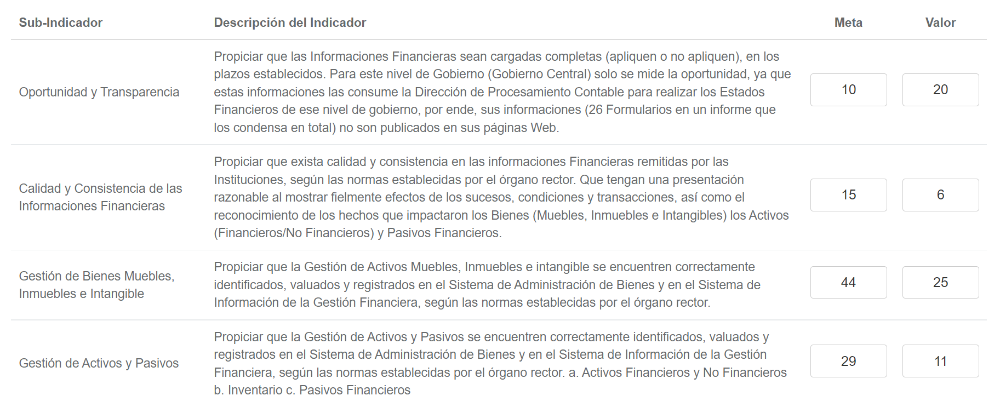 Sub-Indicador Descripción del Indicador Meta Valor
Oportunidad y Transparencia
Propiciar que las Informaciones Financieras sean cargadas completas (apliquen o no apliquen), en los
plazos establecidos. Para este nivel de Gobierno (Gobierno Central) solo se mide la oportunidad, ya que
estas informaciones las consume la Dirección de Procesamiento Contable para realizar los Estados
Financieros de ese nivel de gobierno, por ende, sus informaciones (26 Formularios en un informe que
los condensa en total) no son publicados en sus páginas Web.
10 20
Calidad y Consistencia de las
Informaciones Financieras
Propiciar que exista calidad y consistencia en las informaciones Financieras remitidas por las
Instituciones, según las normas establecidas por el órgano rector. Que tengan una presentación
razonable al mostrar fielmente efectos de los sucesos, condiciones y transacciones, así como el
reconocimiento de los hechos que impactaron los Bienes (Muebles, Inmuebles e Intangibles) los Activos
(Financieros/No Financieros) y Pasivos Financieros.
15 6
Gestión de Bienes Muebles,
Inmuebles e Intangible
Propiciar que la Gestión de Activos Muebles, Inmuebles e intangible se encuentren correctamente
identificados, valuados y registrados en el Sistema de Administración de Bienes y en el Sistema de
Información de la Gestión Financiera, según las normas establecidas por el órgano rector.
44 25
Gestión de Activos y Pasivos
Propiciar que la Gestión de Activos y Pasivos se encuentren correctamente identificados, valuados y
registrados en el Sistema de Administración de Bienes y en el Sistema de Información de la Gestión
Financiera, según las normas establecidas por el órgano rector. a. Activos Financieros y No Financieros
b. Inventario c. Pasivos Financieros
29 11